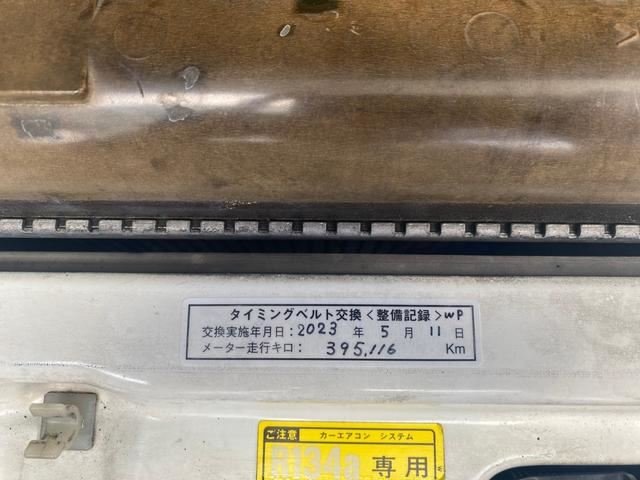 タイミングベルト交換<整備記録>WP
交換実施年月日:2023 年 5 月 11 日
メーター走行キロ: 395,116 Km
ご注意 カーエアコン システム
R134a 専用